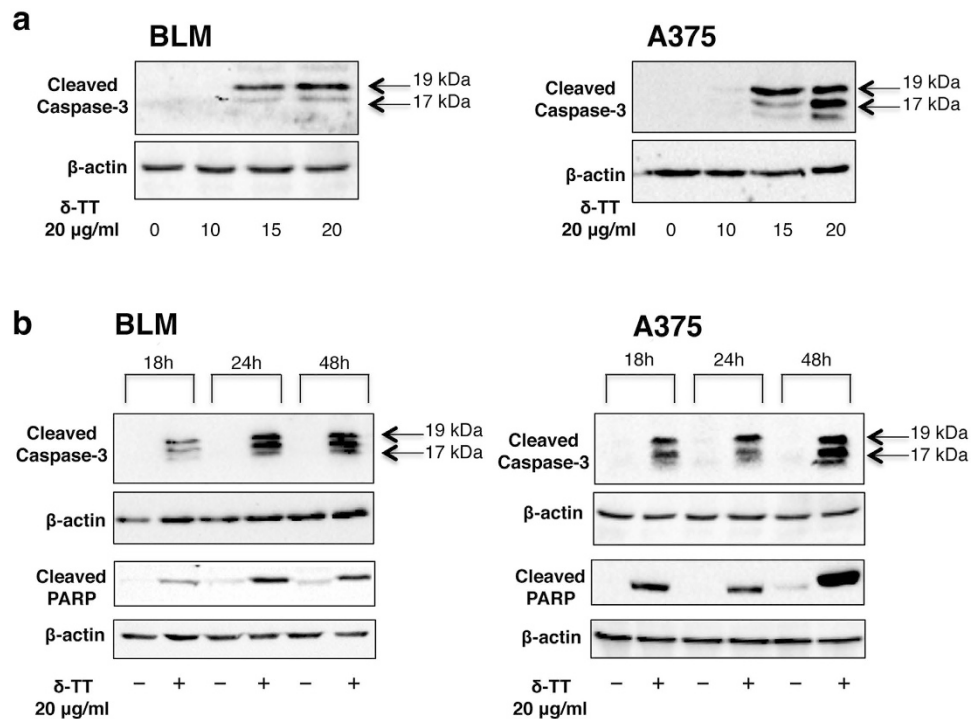 a
BLM
Cleaved
Caspase-3
19 kDa
17 kDa
β-actin
δ-TT
20 µg/ml 0 10 15 20
A375
Cleaved
Caspase-3
19 kDa
17 kDa
β-actin
δ-TT
20 µg/ml 0 10 15 20
b
BLM
18h 24h 48h
Cleaved
Caspase-3
19 kDa
17 kDa
β-actin
Cleaved
PARP
β-actin
δ-TT – + – + – +
20 µg/ml
A375
18h 24h 48h
Cleaved
Caspase-3
19 kDa
17 kDa
β-actin
Cleaved
PARP
β-actin
δ-TT – + – + – +
20 µg/ml